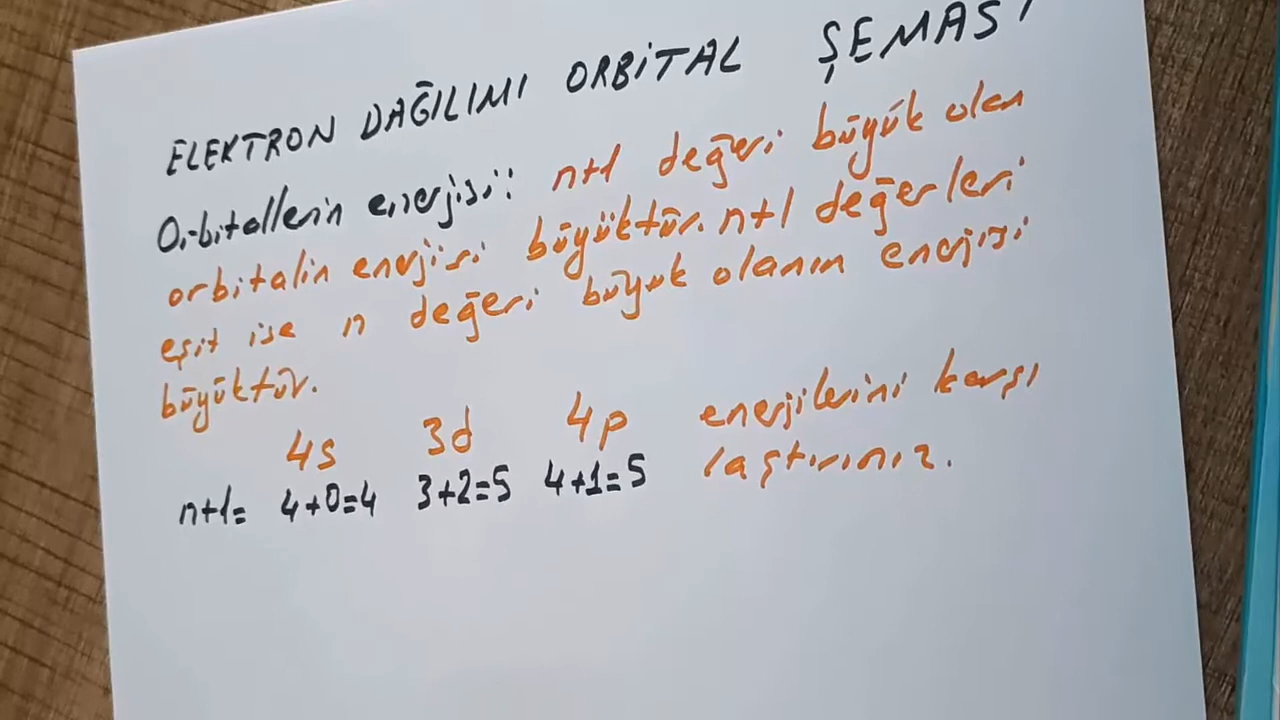 ELEKTRON DAĞILIMI ORBİTAL ŞEMASI
Orbitallerin enerjisi: n+l değeri büyük olan
orbitalin enerjisi büyüktür. n+l değerleri
eşit ise n değeri büyük olanın enerjisi
büyüktür.
4s 3d 4p enerjilerini karşı
laştırınız.
n+l= 4+0=4 3+2=5 4+1=5